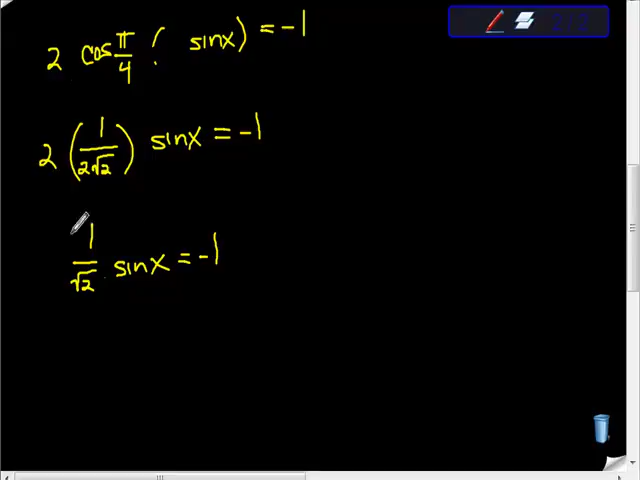 2 cos π/4 ( sinx) = -1
2 (1/2√2) sinx = -1
1/√2 sinx = -1